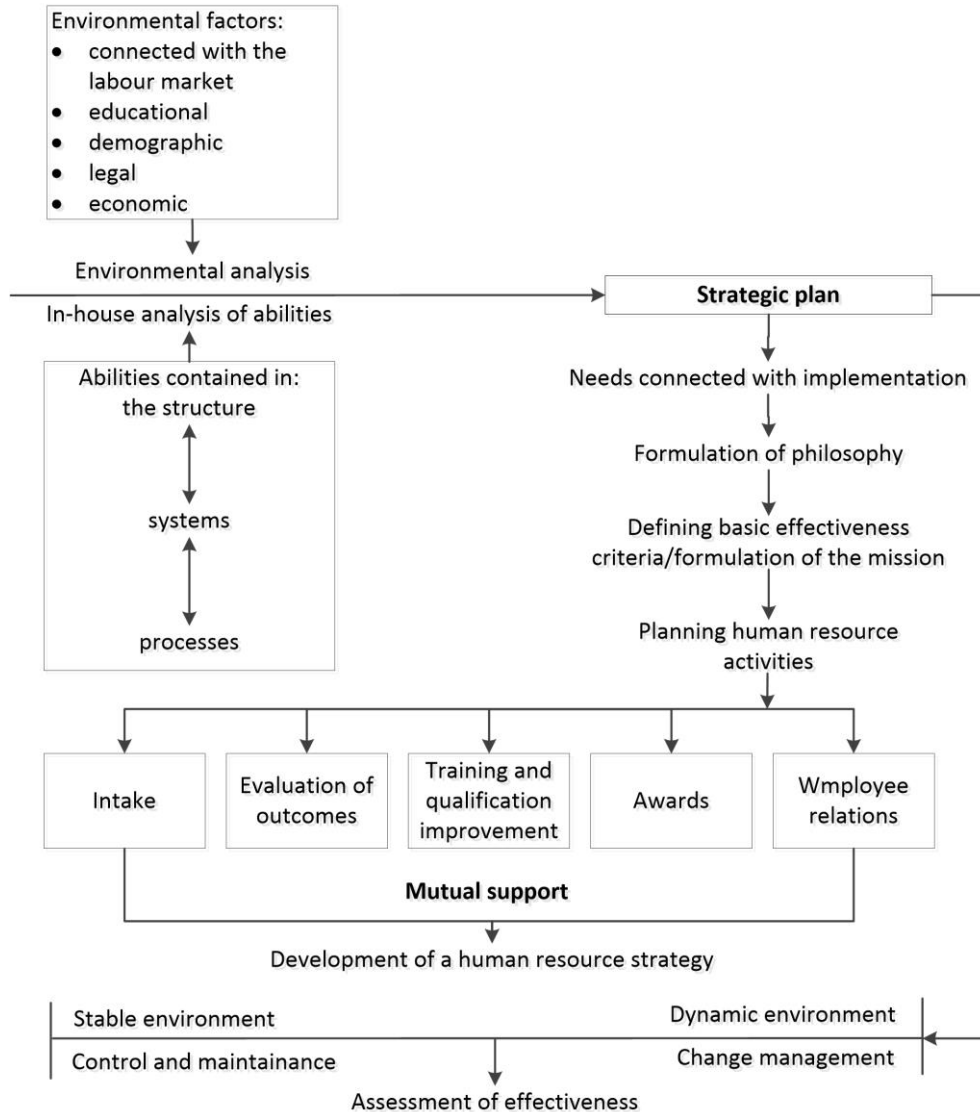 Environmental factors:
• connected with the
labour market
• educational
• demographic
• legal
• economic
Environmental analysis
In-house analysis of abilities
Abilities contained in:
the structure
systems
processes
Strategic plan
Needs connected with implementation
Formulation of philosophy
Defining basic effectiveness
criteria/formulation of the mission
Planning human resource
activities
Intake
Evaluation of
outcomes
Training and
qualification
improvement
Awards
Wmployee
relations
Mutual support
Development of a human resource strategy
Stable environment
Dynamic environment
Control and maintainance
Change management
Assessment of effectiveness